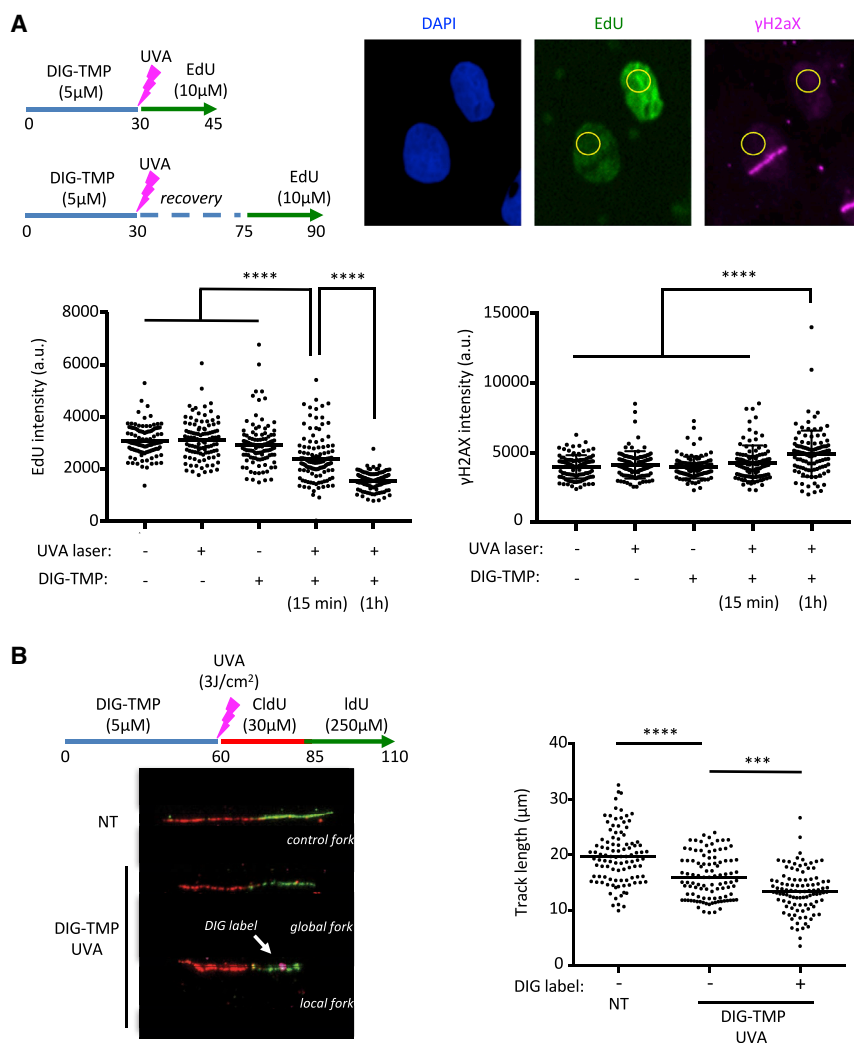 A
DAPI
EdU
γH2aX
UVA
DIG-TMP
(5µM)
EdU
(10µM)
0
30
45
DIG-TMP
(5µM)
UVA
recovery
EdU
(10µM)
0
30
75
90
EdU intensity (a.u.)
8000
6000
4000
2000
0
****
****
UVA laser: - + - + +
DIG-TMP: - - + + +
(15 min) (1h)
γH2AX intensity (a.u.)
15000
10000
5000
0
****
UVA laser: - + - + +
DIG-TMP: - - + + +
(15 min) (1h)
B
UVA
(3J/cm²)
DIG-TMP
(5µM)
CldU
(30µM)
IdU
(250µM)
0
60
85
110
NT
control fork
DIG-TMP
UVA
global fork
DIG label
local fork
Track length (µm)
40
30
20
10
0
****
***
DIG label: - - +
NT
DIG-TMP
UVA